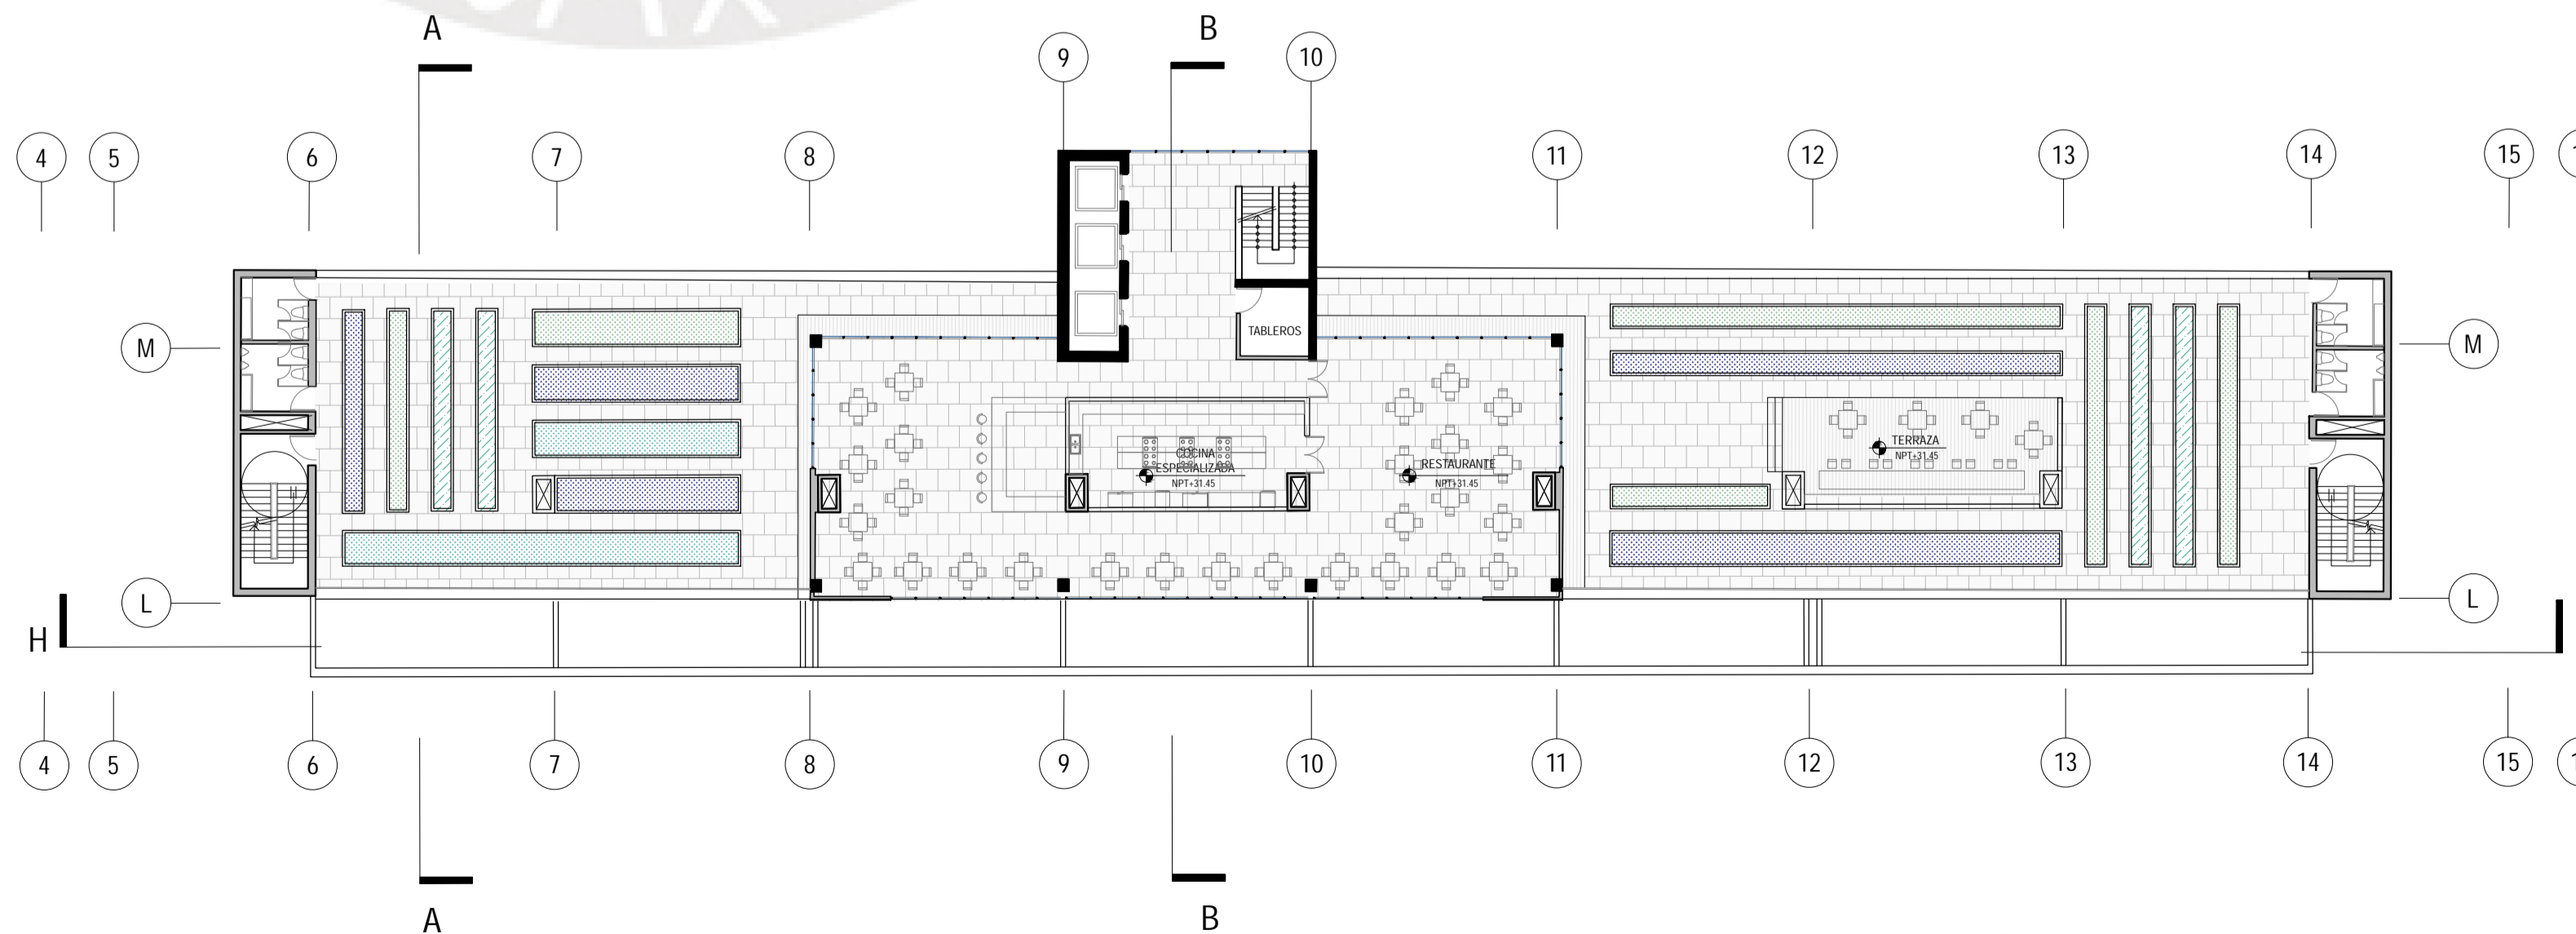 A
B
9
10
4
5
6
7
8
11
12
13
14
15
M
TABLEROS
M
TERRAZA
NPT+31.45
COCINA
ESPECIALIZADA
NPT+31.45
RESTAURANTE
NPT+31.45
L
L
H
4
5
6
7
8
9
10
11
12
13
14
15
A
B